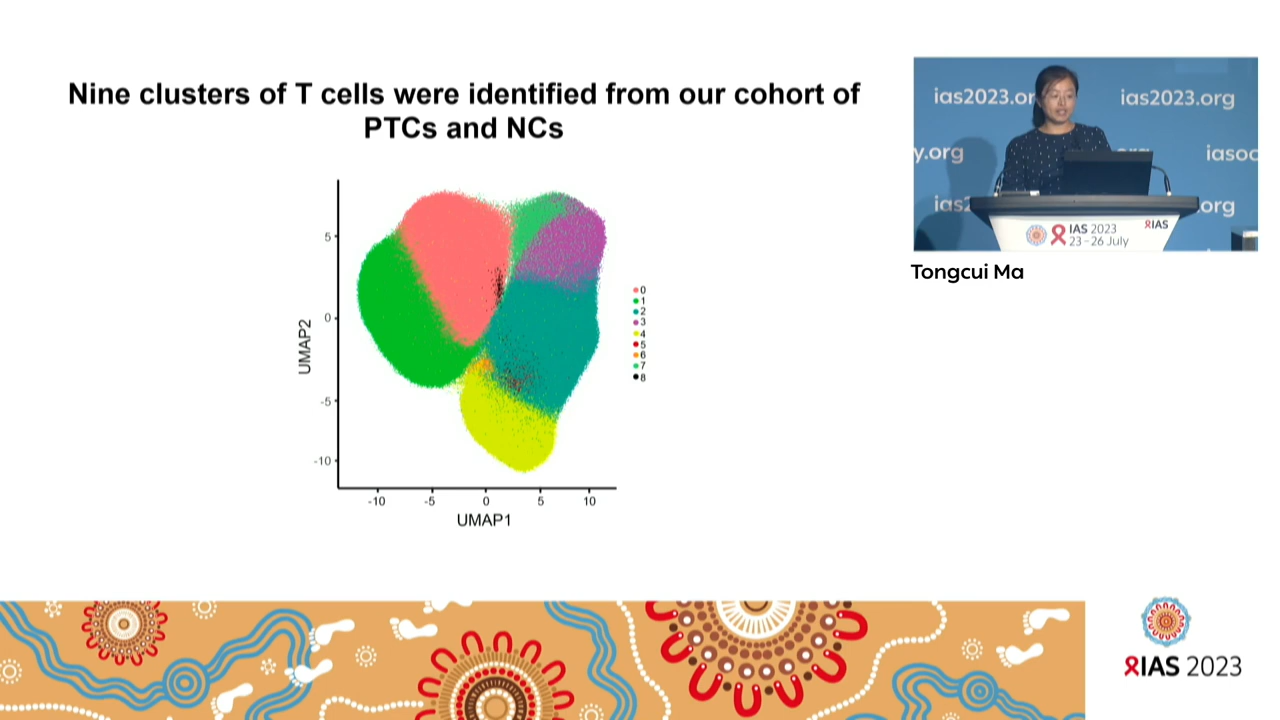 Nine clusters of T cells were identified from our cohort of
PTCs and NCs
5
0
-5
-10
UMAP2
-10
-5
0
5
10
UMAP1
0
1
2
3
4
5
6
7
8
ias2023.or
ias2023.org
y.org
iasoc
ias2
.org
IAS 2023
23-26 July
IAS
Tongcui Ma
IAS 2023